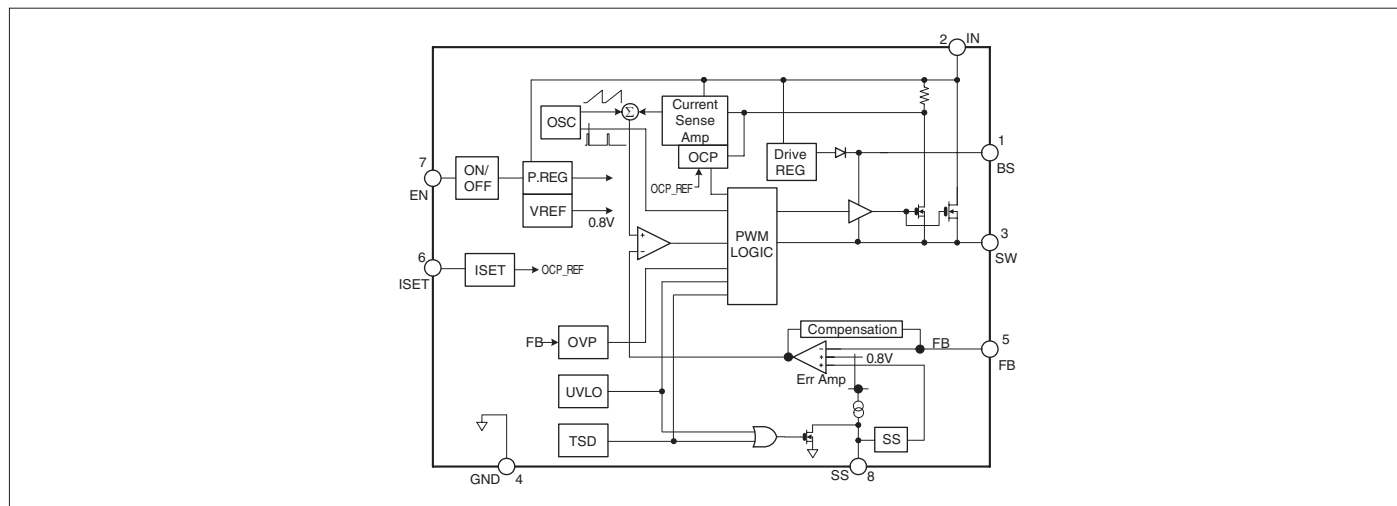 2 IN
Current
Sense
Amp
OSC
Σ
OCP
Drive
REG
1
BS
7
EN
ON/
OFF
P.REG
OCP_REF
VREF
0.8V
+
−
PWM
LOGIC
3
SW
6
ISET
ISET
OCP_REF
Compensation
FB
OVP
FB
5
FB
−
+
+
0.8V
Err Amp
UVLO
TSD
SS
GND 4
SS 8